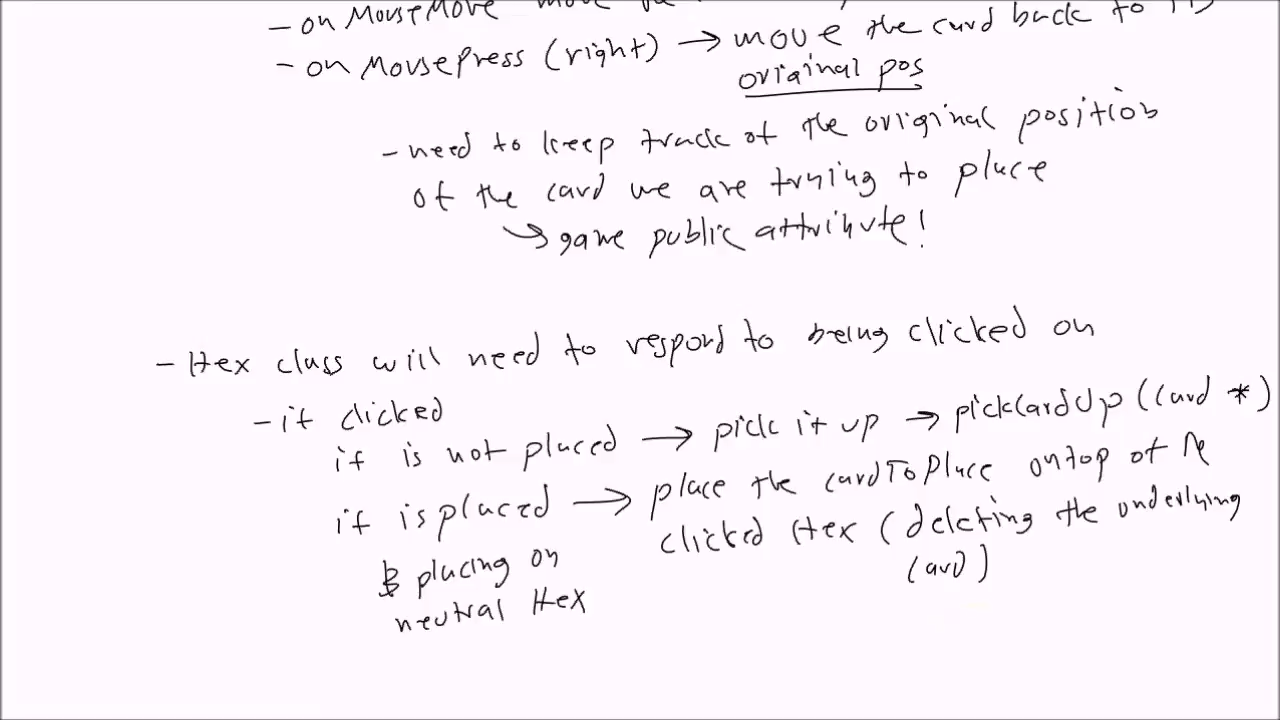 - on MouseMove move
- on MousePress (right) → move the card back to its
original pos
- need to keep track of the original position
of the card we are trying to place
↳ game public attribute!
- Hex class will need to respond to being clicked on
- if clicked
if is not placed → pick it up → pickCardUp (Card *)
if is placed → place the cardToPlace ontop of the
clicked Hex (deleting the underlying
card)
& placing on
neutral Hex